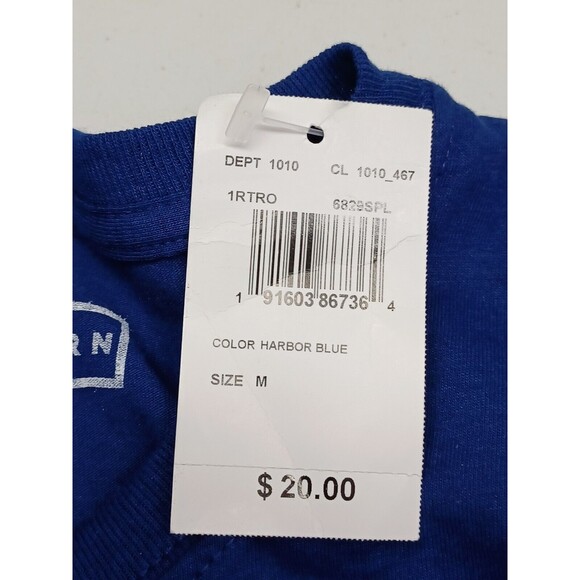 DEPT 1010 CL 1010_467
1RTRO 6829SPL
1 91603 86736 4
COLOR HARBOR BLUE
SIZE M
$ 20.00
RN